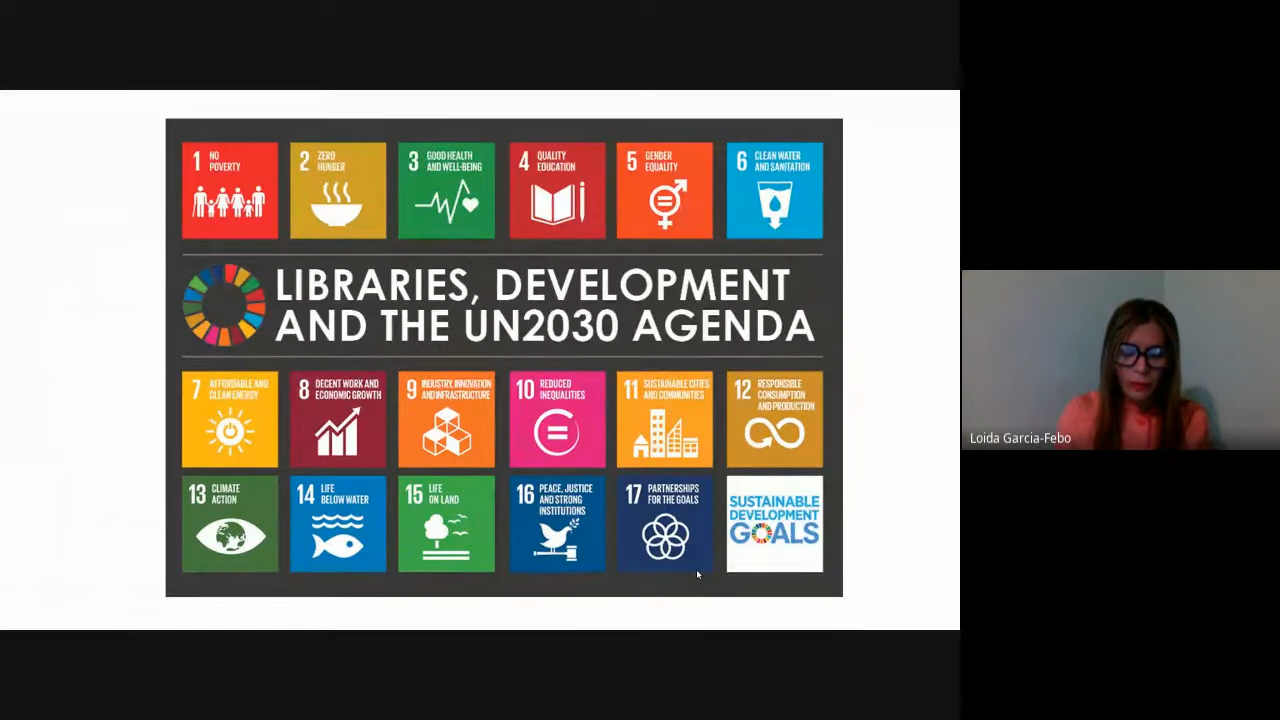 1 NO
POVERTY
2 ZERO
HUNGER
3 GOOD HEALTH
AND WELL-BEING
4 QUALITY
EDUCATION
5 GENDER
EQUALITY
6 CLEAN WATER
AND SANITATION
LIBRARIES, DEVELOPMENT
AND THE UN2030 AGENDA
7 AFFORDABLE AND
CLEAN ENERGY
8 DECENT WORK AND
ECONOMIC GROWTH
9 INDUSTRY, INNOVATION
AND INFRASTRUCTURE
10 REDUCED
INEQUALITIES
11 SUSTAINABLE CITIES
AND COMMUNITIES
12 RESPONSIBLE
CONSUMPTION
AND PRODUCTION
13 CLIMATE
ACTION
14 LIFE
BELOW WATER
15 LIFE
ON LAND
16 PEACE, JUSTICE
AND STRONG
INSTITUTIONS
17 PARTNERSHIPS
FOR THE GOALS
SUSTAINABLE
DEVELOPMENT
GOALS
Loida Garcia-Febo